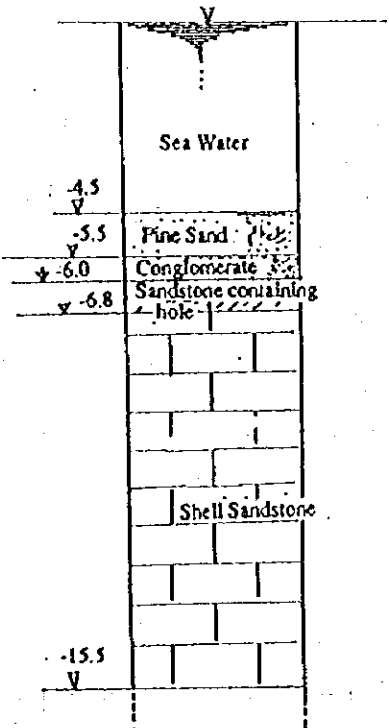 Sea Water
-4.5
Pine Sand
-5.5
Conglomerate
-6.0
Sandstone containing
-6.8
hole
Shell Sandstone
-15.5